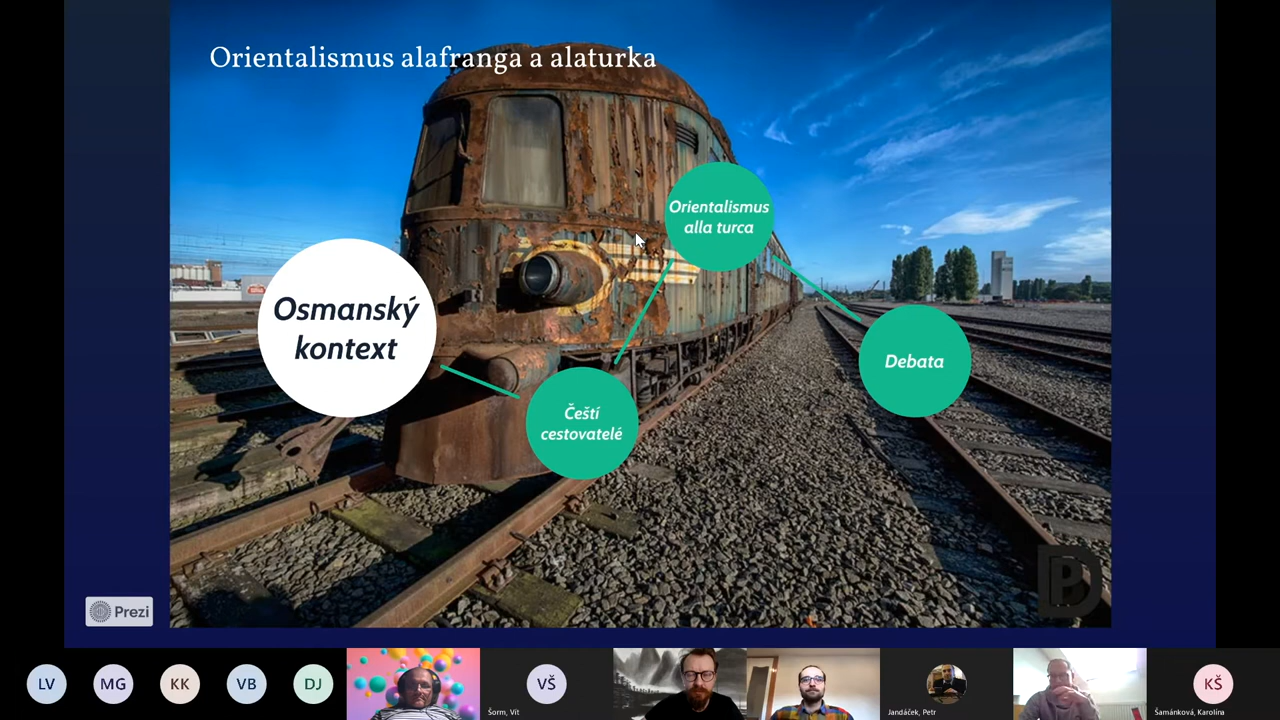 Orientalismus alafranga a alaturka
Orientalismus
alla turca
Osmanský
kontext
Debata
Čeští
cestovatelé
DP
Prezi
LV
MG
KK
VB
DJ
VŠ
Šorm, Vít
Jandáček, Petr
KŠ
Šamánková, Karolína